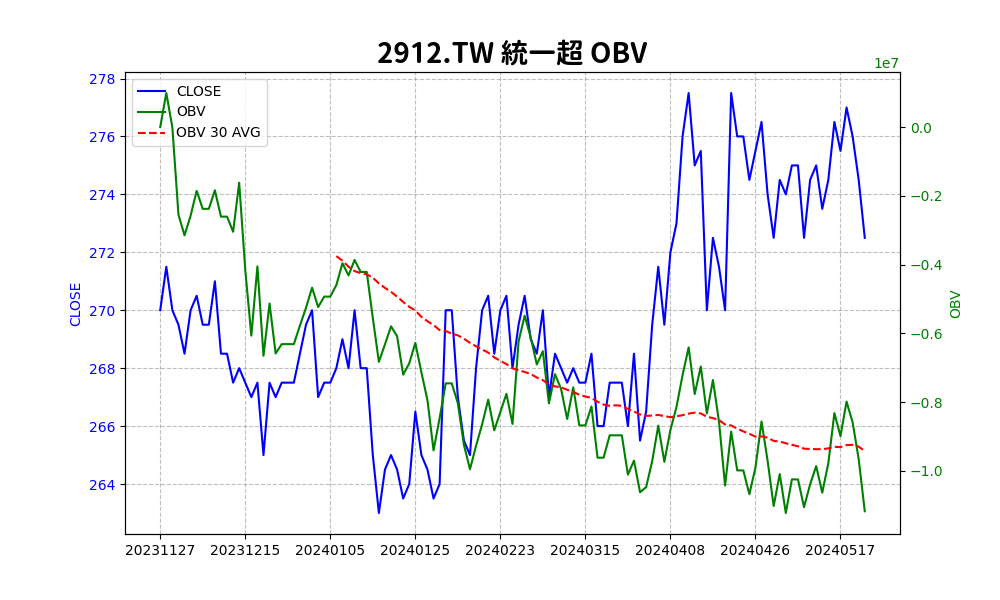 2912.TW 統一超 OBV
1e7
CLOSE
OBV
OBV 30 AVG
278
276
274
272
270
268
266
264
CLOSE
0.0
−0.2
−0.4
−0.6
−0.8
−1.0
OBV
20231127 20231215 20240105 20240125 20240223 20240315 20240408 20240426 20240517